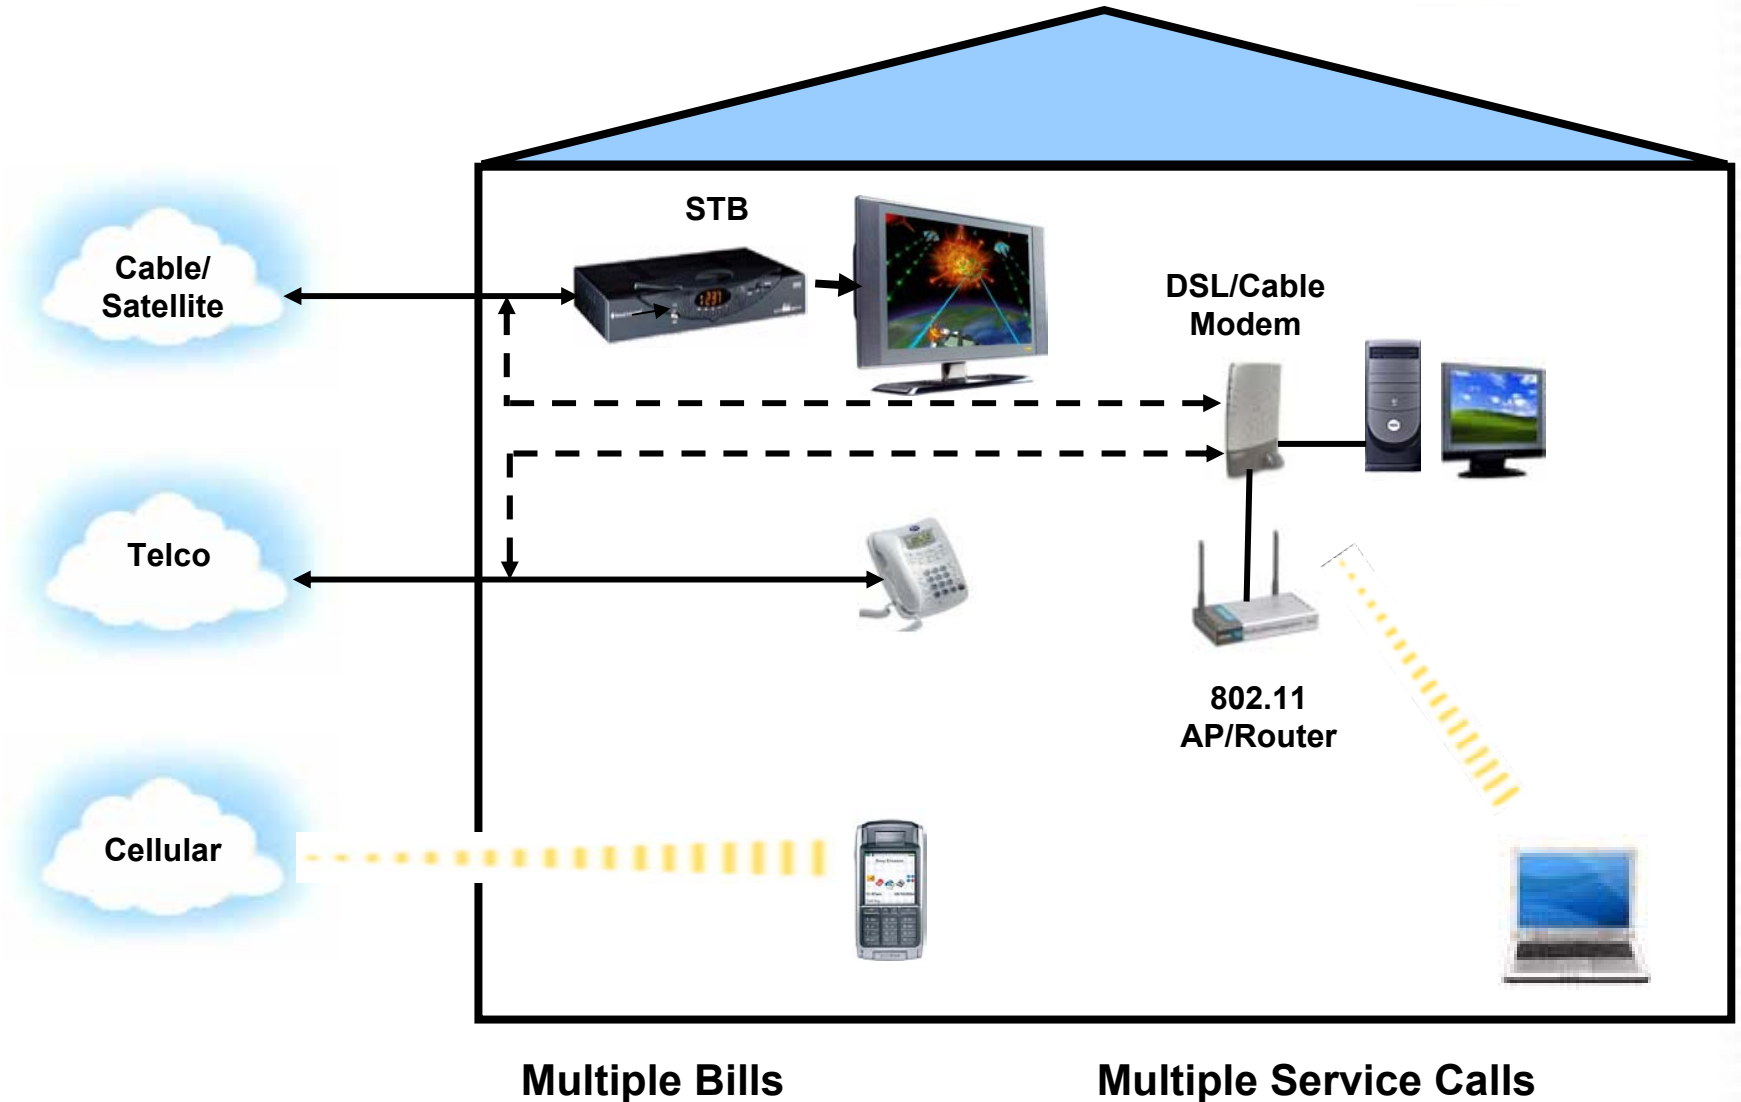 STB
Cable/
Satellite
DSL/Cable
Modem
Telco
802.11
AP/Router
Cellular
Multiple Bills
Multiple Service Calls